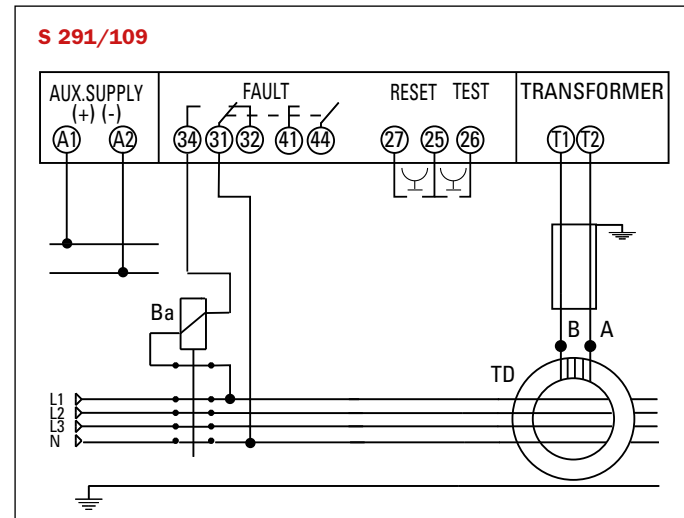 S 291/109
AUX.SUPPLY FAULT RESET TEST TRANSFORMER
(+) (-)
A1 A2 34 31 32 41 44 27 25 26 T1 T2
Ba
B A
TD
L1
L2
L3
N